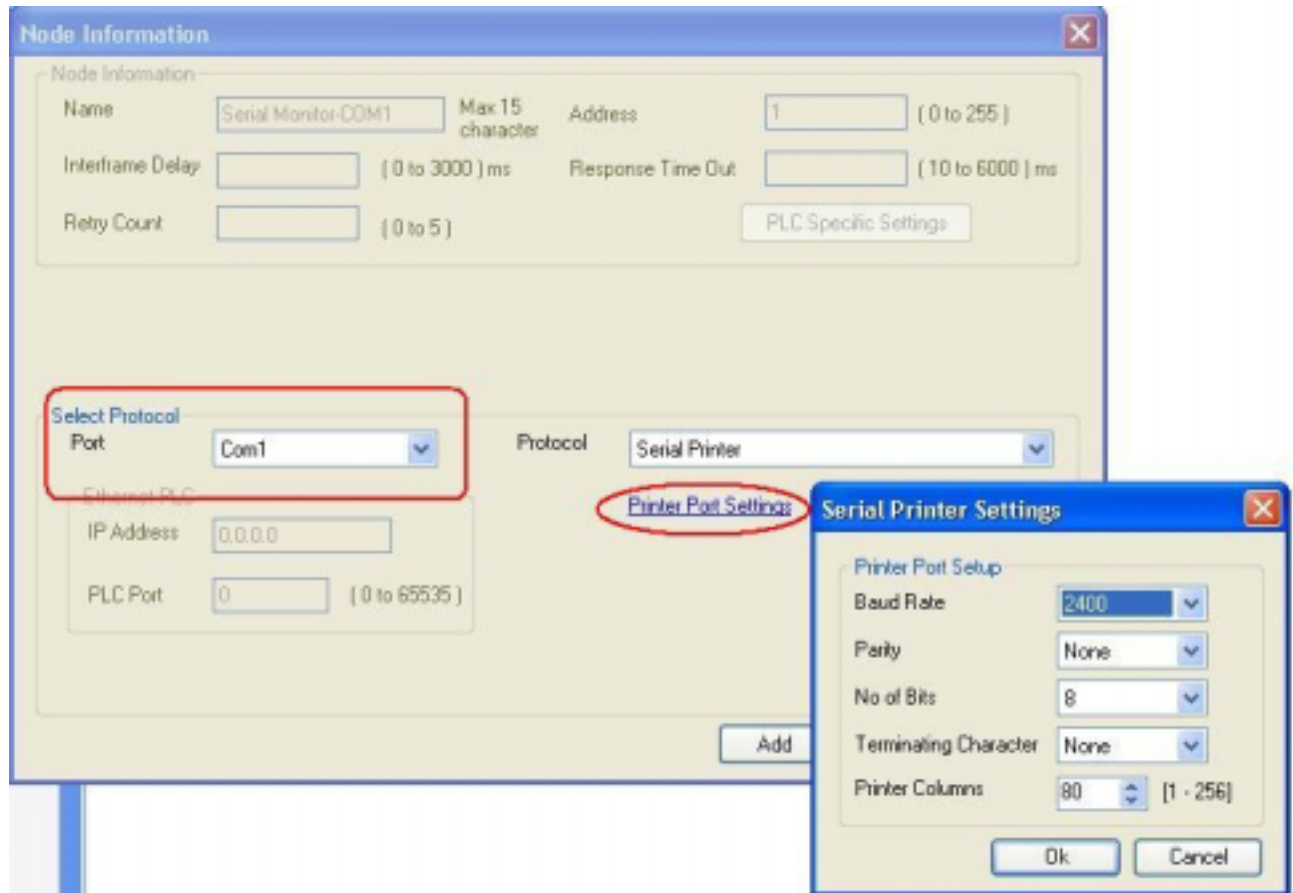 Node Information
Node Information
Name
Serial Monitor-COM1
Max 15 character
Address
1
( 0 to 255 )
Interframe Delay
( 0 to 3000 ) ms
Response Time Out
( 10 to 6000 ) ms
Retry Count
( 0 to 5 )
PLC Specific Settings
Select Protocol
Port
Com1
Protocol
Serial Printer
Printer Port Settings
Ethernet PLC
IP Address
0.0.0.0
PLC Port
0
( 0 to 65535 )
Add
Serial Printer Settings
Printer Port Setup
Baud Rate
2400
Parity
None
No of Bits
8
Terminating Character
None
Printer Columns
80
[1 - 256]
Ok
Cancel